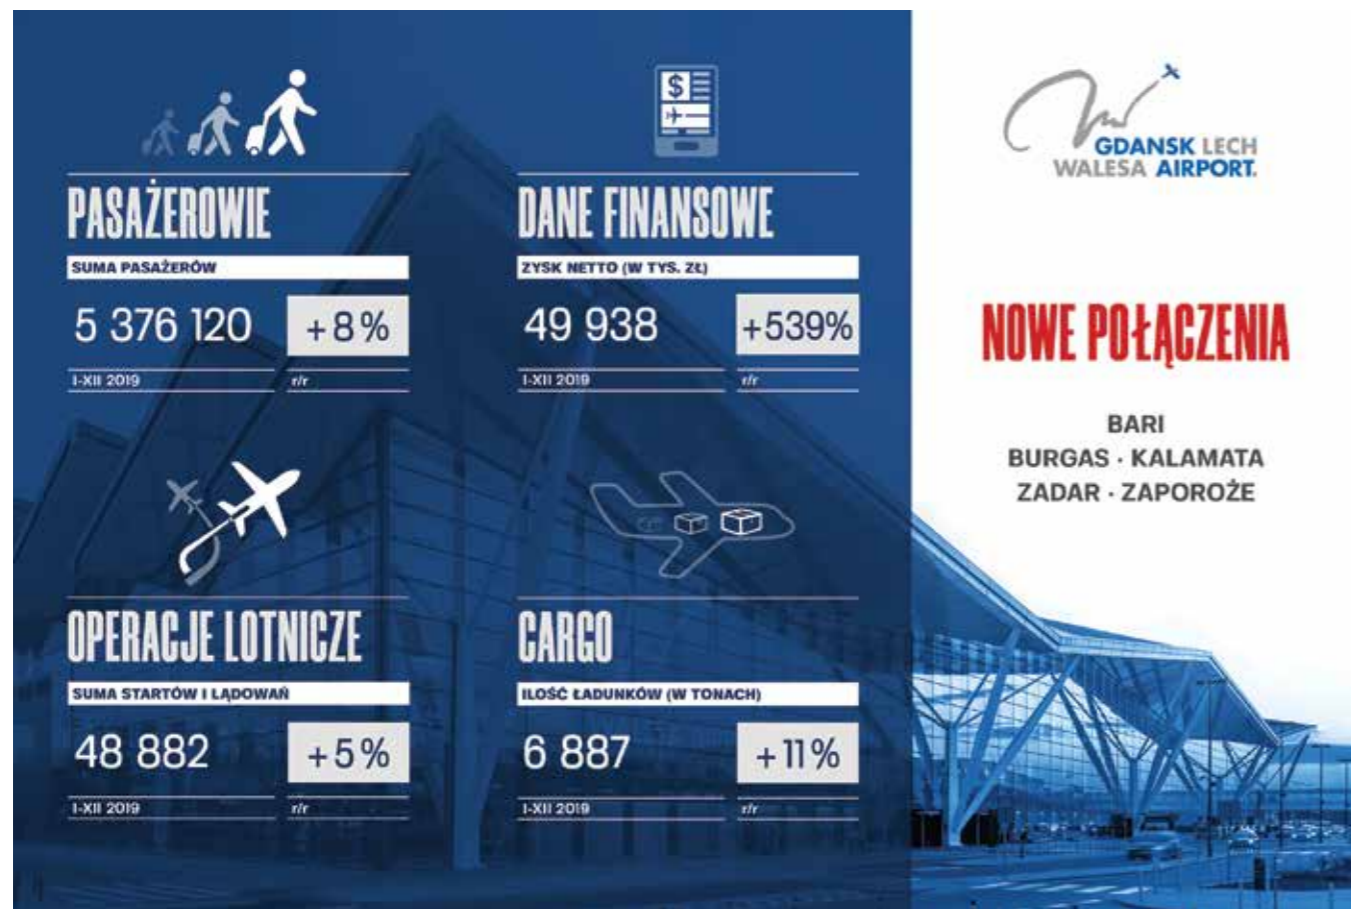 PASAŻEROWIE
SUMA PASAŻERÓW
5 376 120
+8%
I-XII 2019
r/r
$
DANE FINANSOWE
ZYSK NETTO (W TYS. ZŁ)
49 938
+539%
I-XII 2019
r/r
OPERACJE LOTNICZE
SUMA STARTÓW I LĄDOWAŃ
48 882
+5%
I-XII 2019
r/r
CARGO
ILOŚĆ ŁADUNKÓW (W TONACH)
6 887
+11%
I-XII 2019
r/r
GDANSK LECH
WALESA AIRPORT.
NOWE POŁĄCZENIA
BARI
BURGAS · KALAMATA
ZADAR · ZAPOROŻE